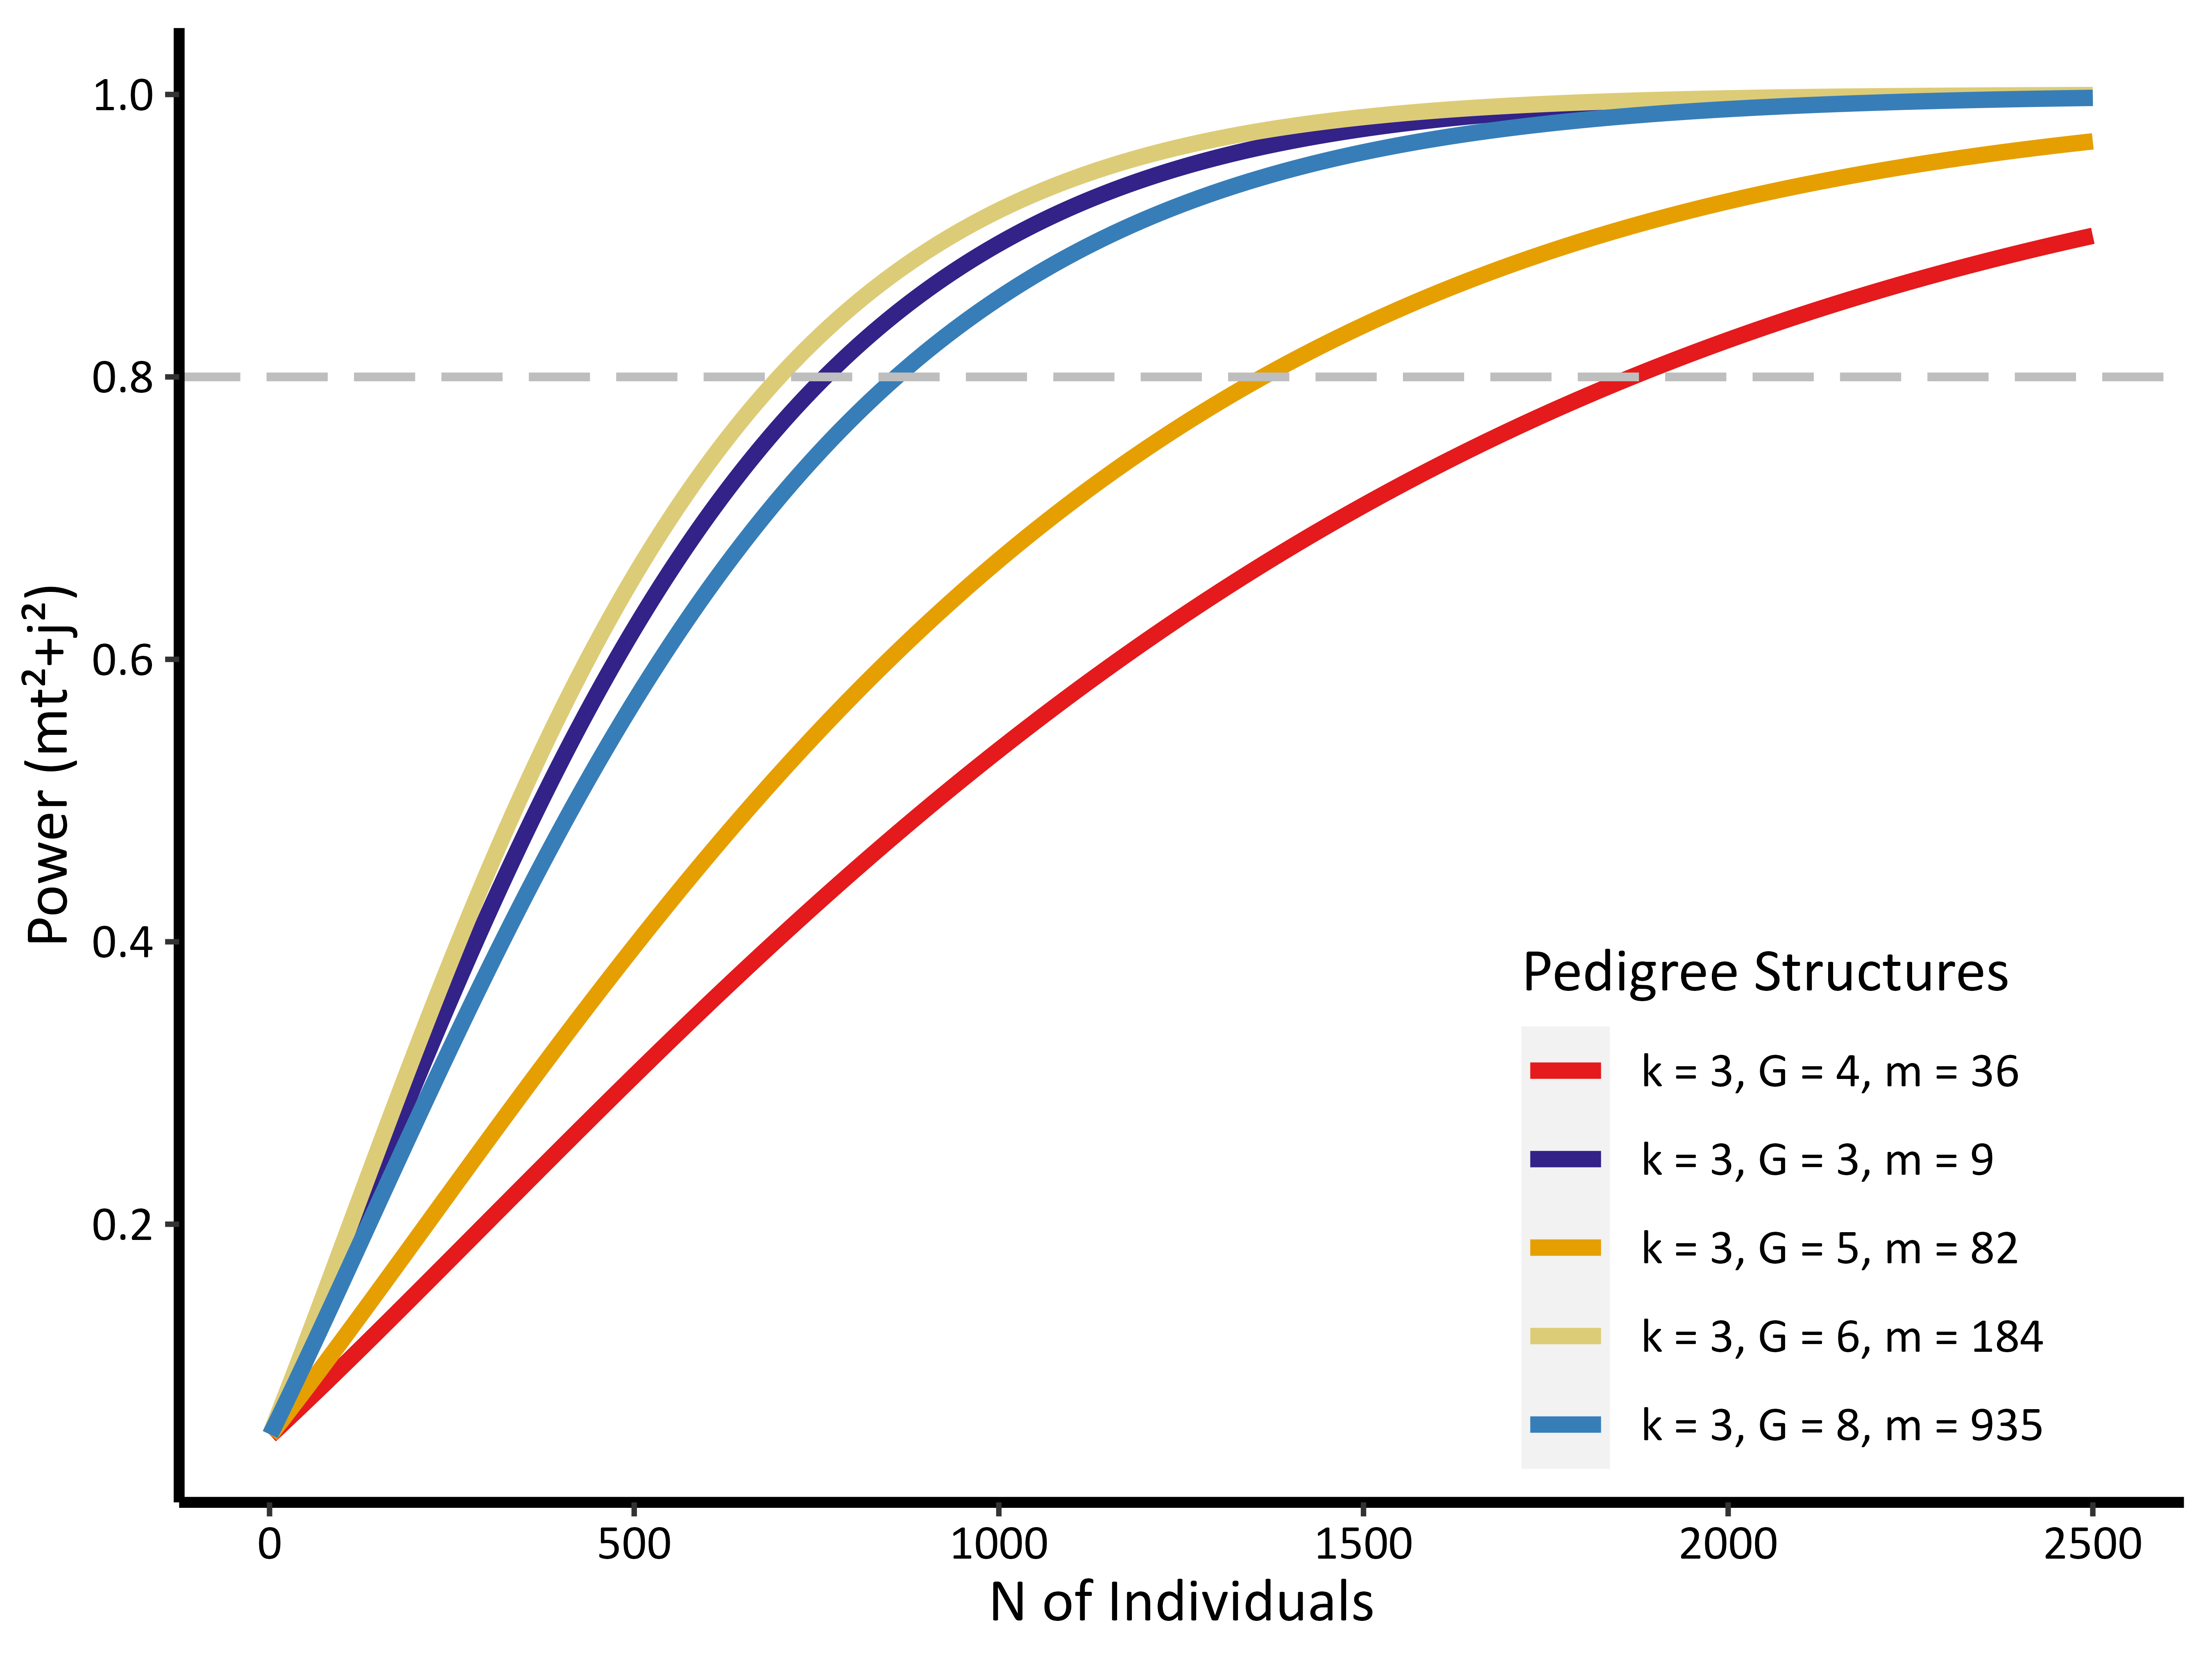 Power (mt²+j²)
1.0
0.8
0.6
0.4
0.2
0 500 1000 1500 2000 2500
N of Individuals
Pedigree Structures
k = 3, G = 4, m = 36
k = 3, G = 3, m = 9
k = 3, G = 5, m = 82
k = 3, G = 6, m = 184
k = 3, G = 8, m = 935